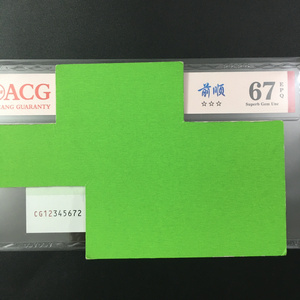 ACG
ANG GUARANTY
前顺
☆☆☆
67
EPQ
Superb Gem Unc
CG12345672